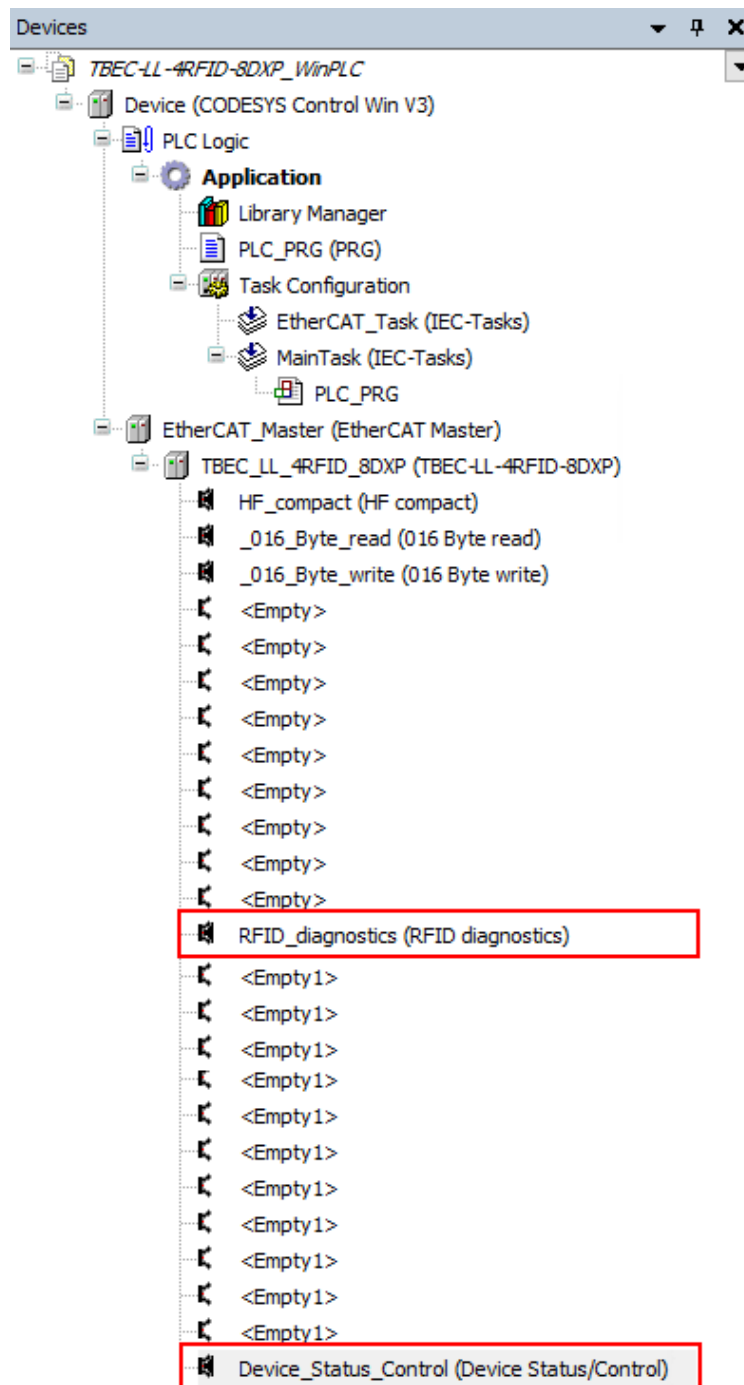 Devices
TBEC-LL-4RFID-8DXP_WinPLC
Device (CODESYS Control Win V3)
PLC Logic
Application
Library Manager
PLC_PRG (PRG)
Task Configuration
EtherCAT_Task (IEC-Tasks)
MainTask (IEC-Tasks)
PLC_PRG
EtherCAT_Master (EtherCAT Master)
TBEC_LL_4RFID_8DXP (TBEC-LL-4RFID-8DXP)
HF_compact (HF compact)
_016_Byte_read (016 Byte read)
_016_Byte_write (016 Byte write)
<Empty>
<Empty>
<Empty>
<Empty>
<Empty>
<Empty>
<Empty>
<Empty>
<Empty>
RFID_diagnostics (RFID diagnostics)
<Empty1>
<Empty1>
<Empty1>
<Empty1>
<Empty1>
<Empty1>
<Empty1>
<Empty1>
<Empty1>
<Empty1>
<Empty1>
Device_Status_Control (Device Status/Control)